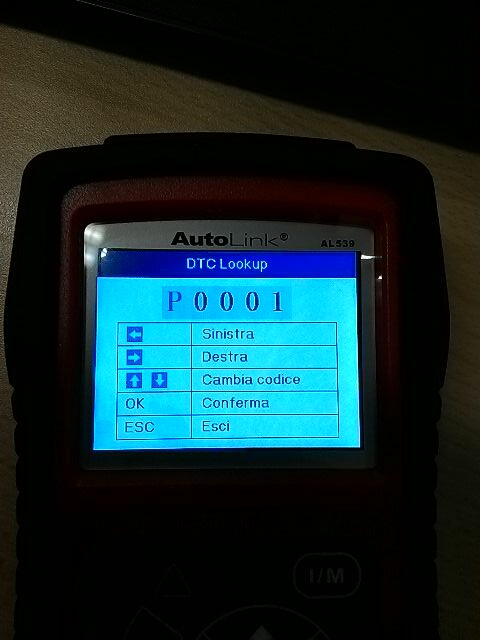 AutoLink® AL539
DTC Lookup
P0001
Sinistra
Destra
Cambia codice
OK Conferma
ESC Esci
I/M